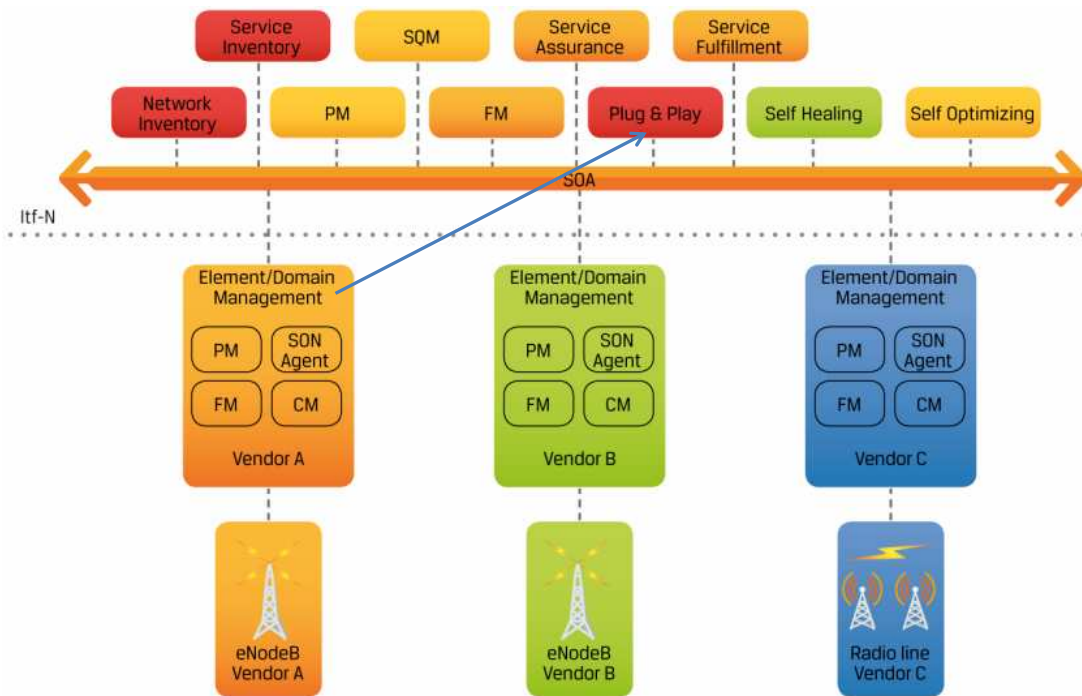 Service
Inventory
SQM
Service
Assurance
Service
Fulfillment
Network
Inventory
PM
FM
Plug & Play
Self Healing
Self Optimizing
SOA
Itf-N
Element/Domain
Management
PM
SON
Agent
FM
CM
Vendor A
Element/Domain
Management
PM
SON
Agent
FM
CM
Vendor B
Element/Domain
Management
PM
SON
Agent
FM
CM
Vendor C
eNodeB
Vendor A
eNodeB
Vendor B
Radio line
Vendor C